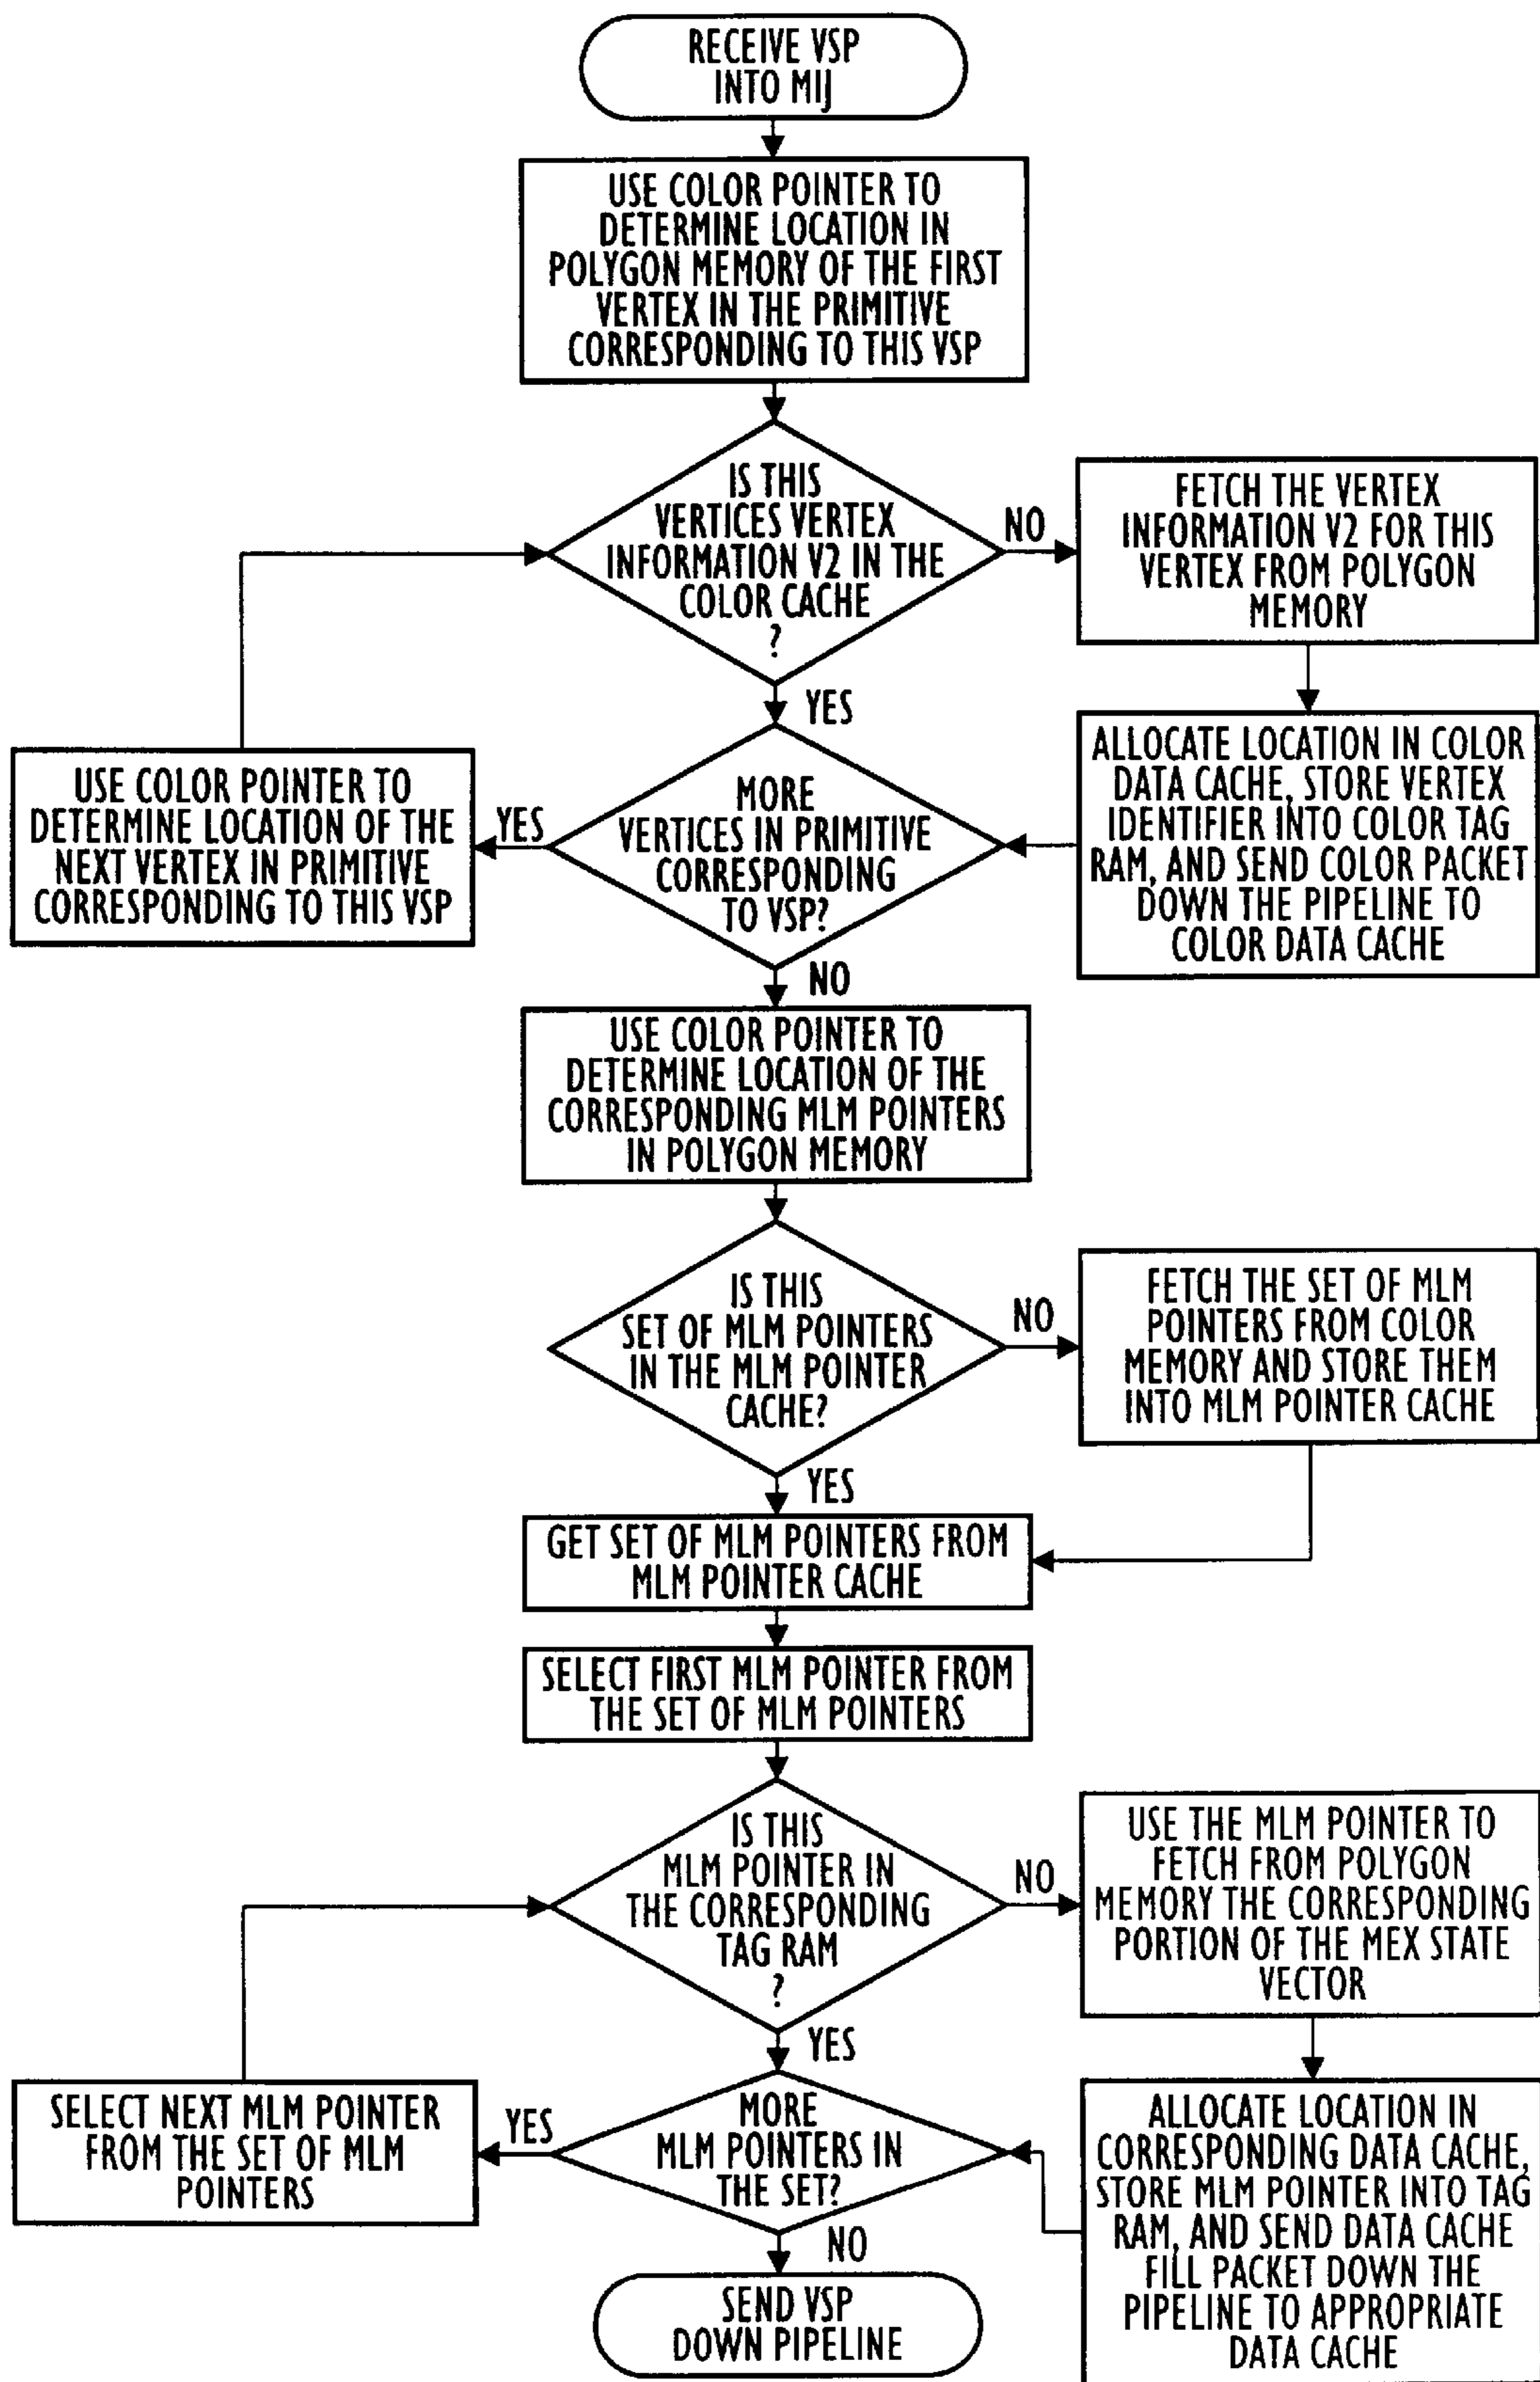 RECEIVE VSP
INTO MIJ
USE COLOR POINTER TO
DETERMINE LOCATION IN
POLYGON MEMORY OF THE FIRST
VERTEX IN THE PRIMITIVE
CORRESPONDING TO THIS VSP
IS THIS
VERTICES VERTEX
INFORMATION V2 IN THE
COLOR CACHE
?
NO
FETCH THE VERTEX
INFORMATION V2 FOR THIS
VERTEX FROM POLYGON
MEMORY
YES
ALLOCATE LOCATION IN COLOR
DATA CACHE, STORE VERTEX
IDENTIFIER INTO COLOR TAG
RAM, AND SEND COLOR PACKET
DOWN THE PIPELINE TO
COLOR DATA CACHE
MORE
VERTICES IN PRIMITIVE
CORRESPONDING
TO VSP?
YES
USE COLOR POINTER TO
DETERMINE LOCATION OF THE
NEXT VERTEX IN PRIMITIVE
CORRESPONDING TO THIS VSP
NO
USE COLOR POINTER TO
DETERMINE LOCATION OF THE
CORRESPONDING MLM POINTERS
IN POLYGON MEMORY
IS THIS
SET OF MLM POINTERS
IN THE MLM POINTER
CACHE?
NO
FETCH THE SET OF MLM
POINTERS FROM COLOR
MEMORY AND STORE THEM
INTO MLM POINTER CACHE
YES
GET SET OF MLM POINTERS FROM
MLM POINTER CACHE
SELECT FIRST MLM POINTER FROM
THE SET OF MLM POINTERS
IS THIS
MLM POINTER IN
THE CORRESPONDING
TAG RAM
?
NO
USE THE MLM POINTER TO
FETCH FROM POLYGON
MEMORY THE CORRESPONDING
PORTION OF THE MEX STATE
VECTOR
YES
ALLOCATE LOCATION IN
CORRESPONDING DATA CACHE,
STORE MLM POINTER INTO TAG
RAM, AND SEND DATA CACHE
FILL PACKET DOWN THE
PIPELINE TO APPROPRIATE
DATA CACHE
MORE
MLM POINTERS IN
THE SET?
YES
SELECT NEXT MLM POINTER
FROM THE SET OF MLM
POINTERS
NO
SEND VSP
DOWN PIPELINE